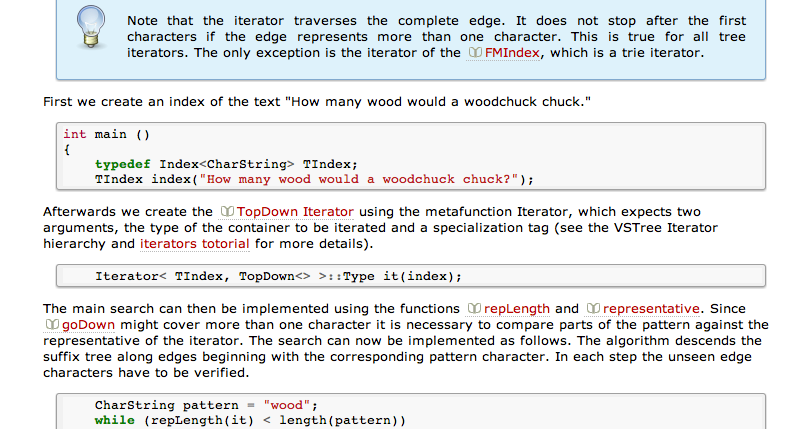 Note that the iterator traverses the complete edge. It does not stop after the first
characters if the edge represents more than one character. This is true for all tree
iterators. The only exception is the iterator of the FMIndex, which is a trie iterator.
First we create an index of the text "How many wood would a woodchuck chuck."
int main ()
{
    typedef Index<CharString> TIndex;
    TIndex index("How many wood would a woodchuck chuck?");
Afterwards we create the TopDown Iterator using the metafunction Iterator, which expects two
arguments, the type of the container to be iterated and a specialization tag (see the VSTree Iterator
hierarchy and iterators totorial for more details).
    Iterator< TIndex, TopDown<> >::Type it(index);
The main search can then be implemented using the functions repLength and representative. Since
goDown might cover more than one character it is necessary to compare parts of the pattern against the
representative of the iterator. The search can now be implemented as follows. The algorithm descends the
suffix tree along edges beginning with the corresponding pattern character. In each step the unseen edge
characters have to be verified.
    CharString pattern = "wood";
    while (repLength(it) < length(pattern))